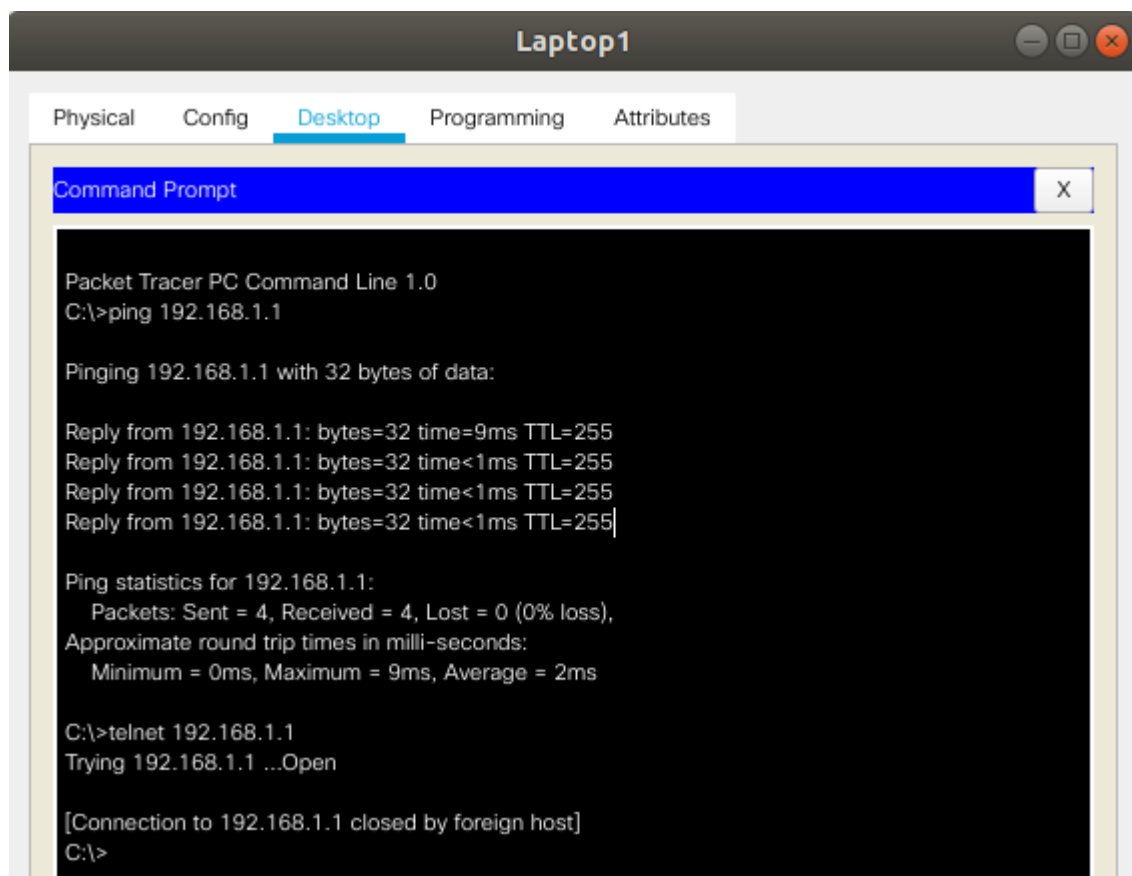 Laptop1
Physical Config Desktop Programming Attributes
Command Prompt X
Packet Tracer PC Command Line 1.0
C:\>ping 192.168.1.1
Pinging 192.168.1.1 with 32 bytes of data:
Reply from 192.168.1.1: bytes=32 time=9ms TTL=255
Reply from 192.168.1.1: bytes=32 time<1ms TTL=255
Reply from 192.168.1.1: bytes=32 time<1ms TTL=255
Reply from 192.168.1.1: bytes=32 time<1ms TTL=255
Ping statistics for 192.168.1.1:
Packets: Sent = 4, Received = 4, Lost = 0 (0% loss),
Approximate round trip times in milli-seconds:
Minimum = 0ms, Maximum = 9ms, Average = 2ms
C:\>telnet 192.168.1.1
Trying 192.168.1.1 ...Open
[Connection to 192.168.1.1 closed by foreign host]
C:\>